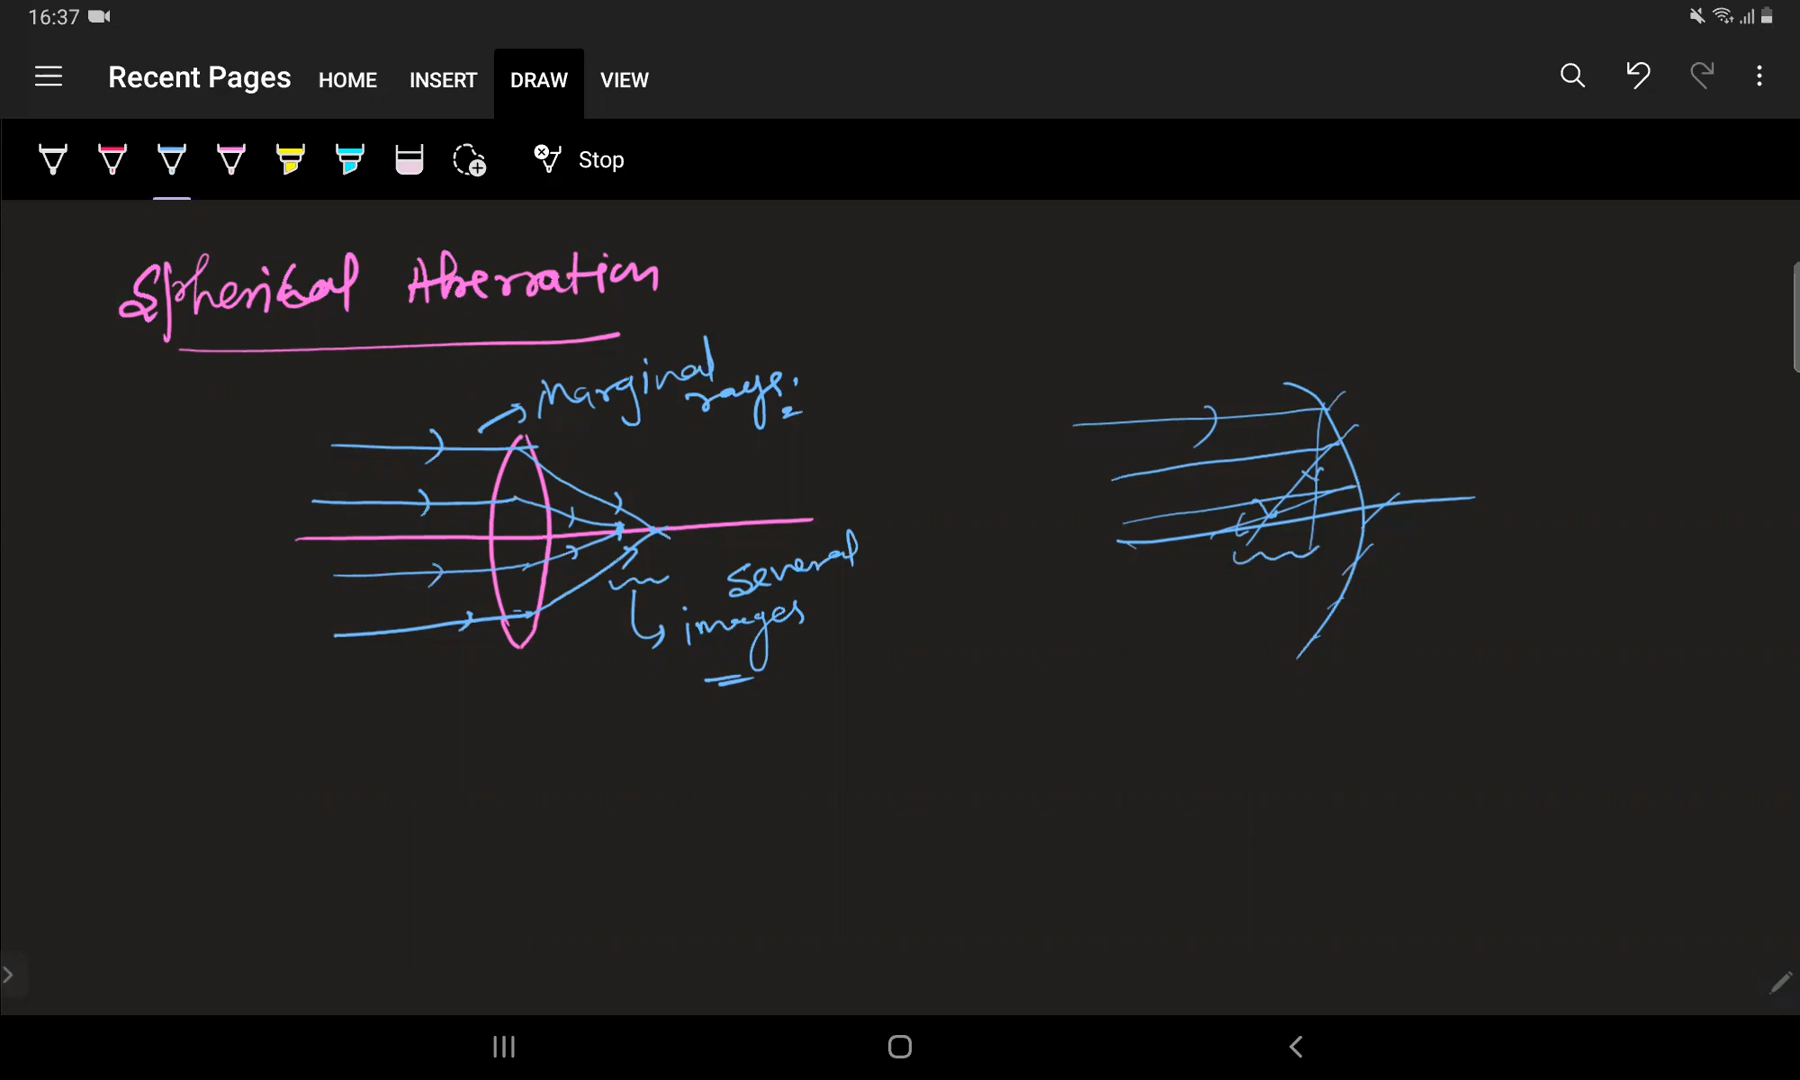 16:37
Recent Pages HOME INSERT DRAW VIEW
Stop
Spherical Aberration
Marginal
rays.
several
images